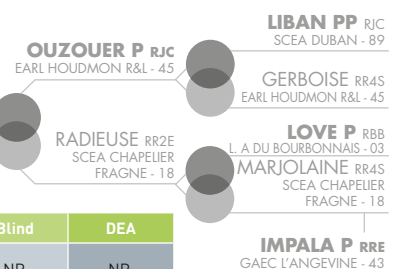 LIBAN PP RJC
SCEA DUBAN - 89
OUZOUER P RJC
EARL HOUDMON R&L - 45
GERBOISE RR4S
EARL HOUDMON R&L - 45
LOVE P RBB
L. A DU BOURBONNAIS - 03
RADIEUSE RR2E
SCEA CHAPELIER
FRAGNE - 18
MARJOLAINE RR4S
SCEA CHAPELIER
FRAGNE - 18
IMPALA P RRE
GAEC L'ANGEVINE - 43
Blind DEA
NP NP